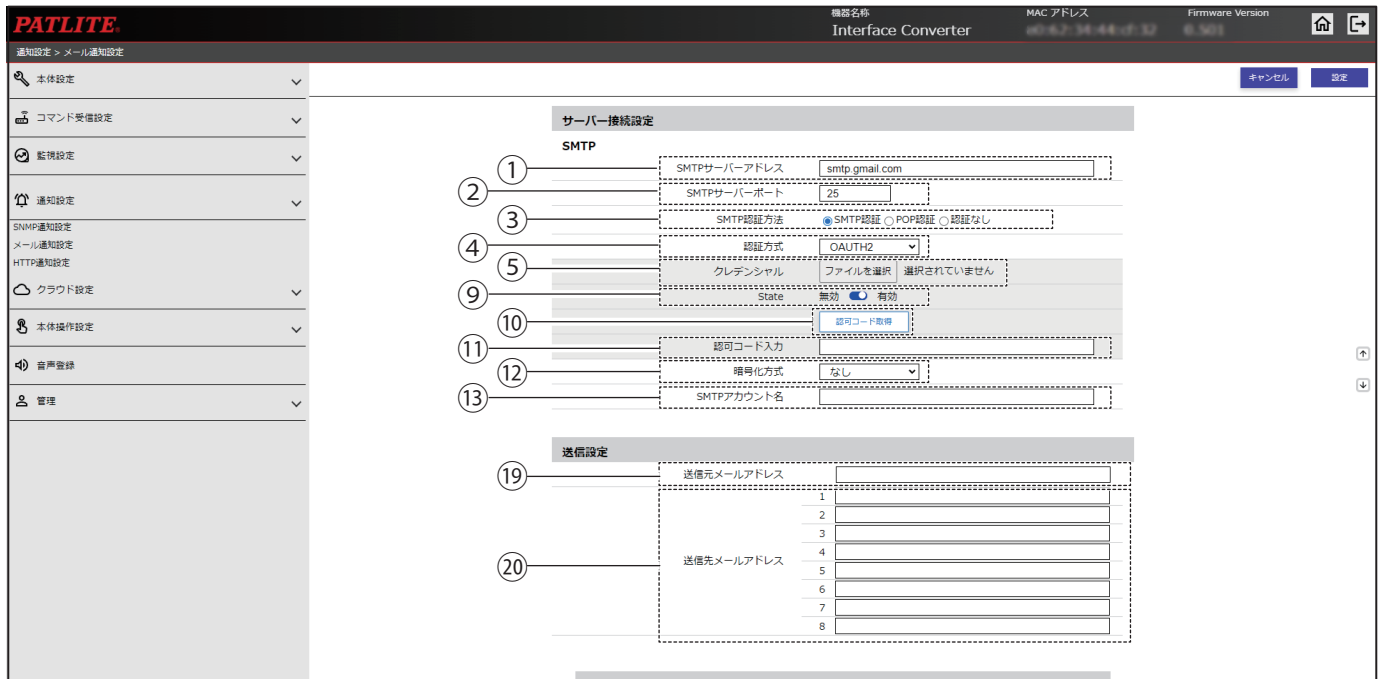 PATLITE
機器名称
Interface Converter
MAC アドレス
Firmware Version
通知設定 > メール通知設定
本体設定
コマンド受信設定
監視設定
通知設定
SNMP通知設定
メール通知設定
HTTP通知設定
クラウド設定
本体操作設定
音声登録
管理
キャンセル
設定
サーバー接続設定
SMTP
① SMTPサーバーアドレス smtp.gmail.com
② SMTPサーバーポート 25
③ SMTP認証方法 SMTP認証 POP認証 認証なし
④ 認証方式 OAUTH2
⑤ クレデンシャル ファイルを選択 選択されていません
⑨ State 無効 有効
⑩ 認可コード取得
⑪ 認可コード入力
⑫ 暗号化方式 なし
⑬ SMTPアカウント名
送信設定
⑲ 送信元メールアドレス
⑳ 送信先メールアドレス
1
2
3
4
5
6
7
8